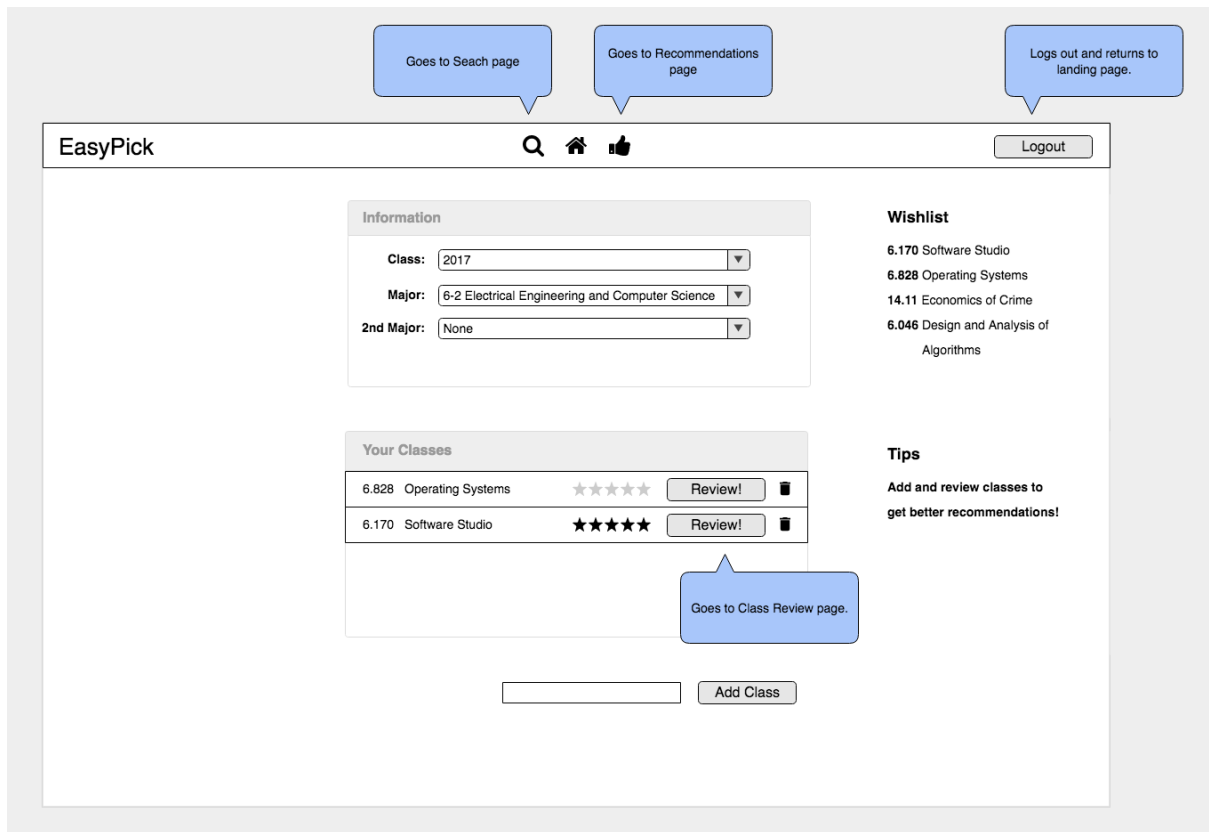 Goes to Seach page
Goes to Recommendations
page
Logs out and returns to
landing page.
EasyPick
Logout
Information
Class: 2017
Major: 6-2 Electrical Engineering and Computer Science
2nd Major: None
Wishlist
6.170 Software Studio
6.828 Operating Systems
14.11 Economics of Crime
6.046 Design and Analysis of
Algorithms
Your Classes
6.828 Operating Systems Review!
6.170 Software Studio Review!
Goes to Class Review page.
Add Class
Tips
Add and review classes to
get better recommendations!